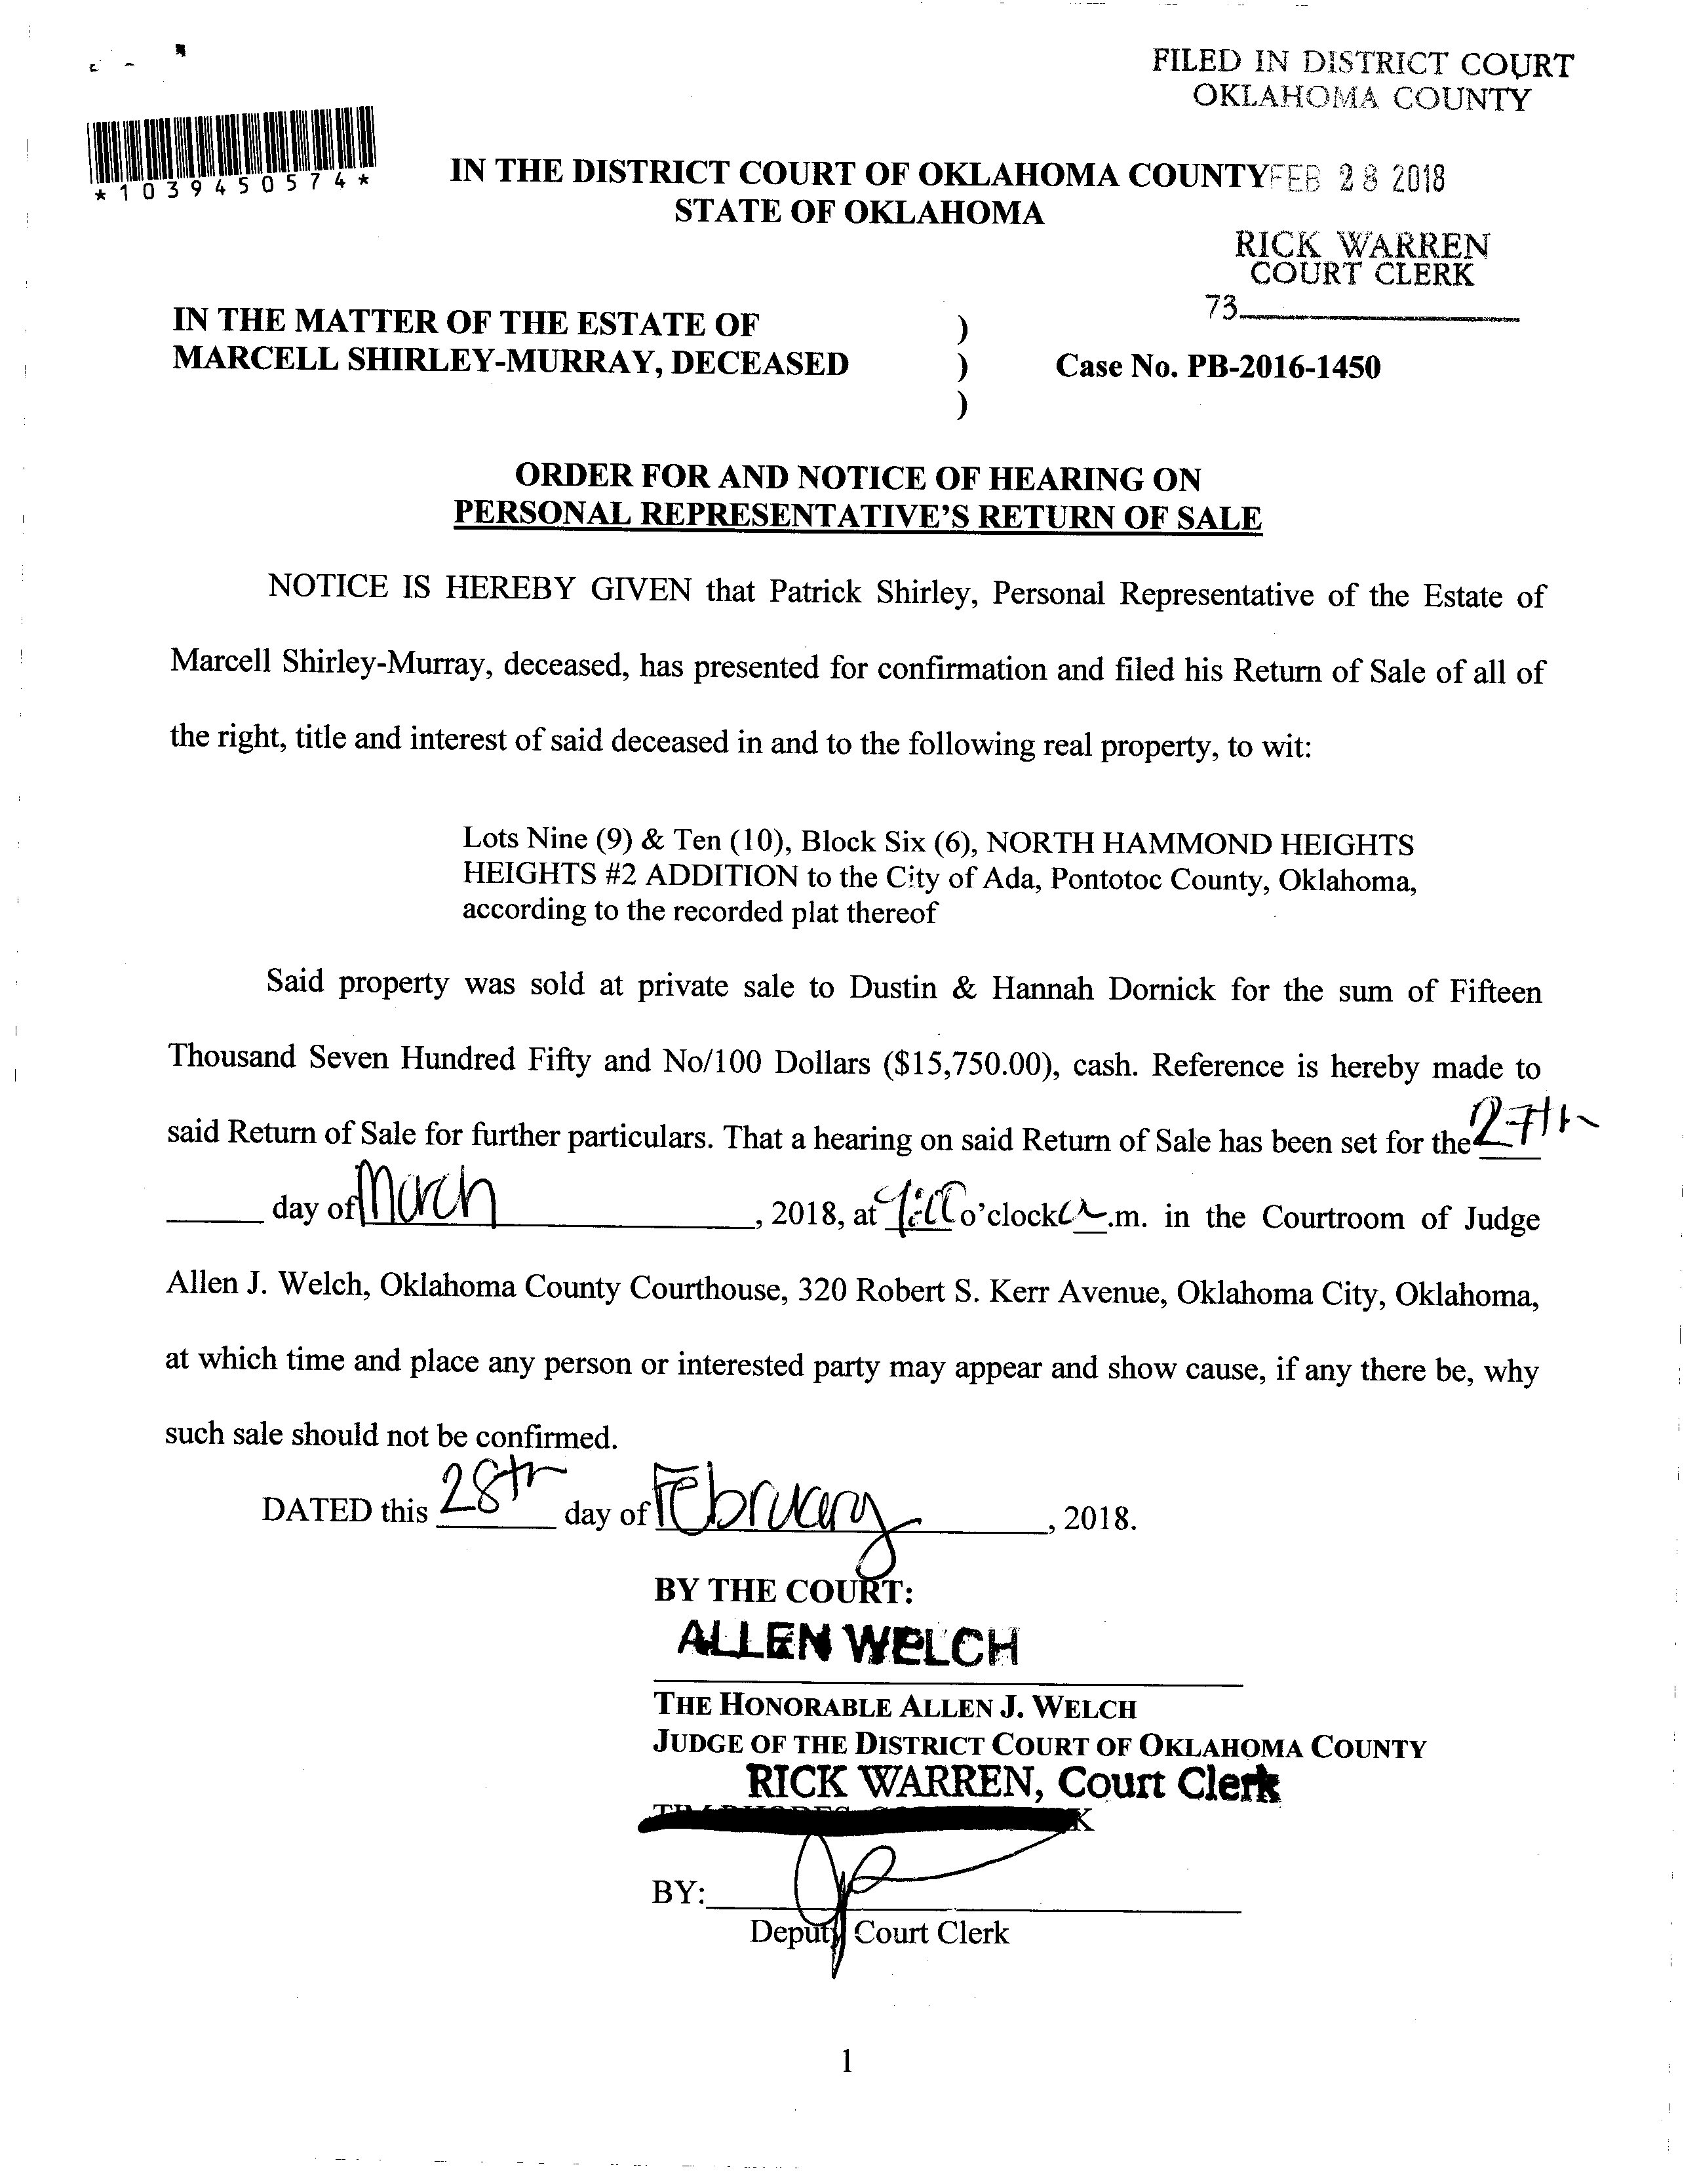 FILED IN DISTRICT COURT
OKLAHOMA COUNTY
*1039450574*
IN THE DISTRICT COURT OF OKLAHOMA COUNTY FEB 28 2018
STATE OF OKLAHOMA
RICK WARREN
COURT CLERK
73
IN THE MATTER OF THE ESTATE OF )
MARCELL SHIRLEY-MURRAY, DECEASED ) Case No. PB-2016-1450
)
ORDER FOR AND NOTICE OF HEARING ON
PERSONAL REPRESENTATIVE'S RETURN OF SALE
NOTICE IS HEREBY GIVEN that Patrick Shirley, Personal Representative of the Estate of
Marcell Shirley-Murray, deceased, has presented for confirmation and filed his Return of Sale of all of
the right, title and interest of said deceased in and to the following real property, to wit:
Lots Nine (9) & Ten (10), Block Six (6), NORTH HAMMOND HEIGHTS
HEIGHTS #2 ADDITION to the City of Ada, Pontotoc County, Oklahoma,
according to the recorded plat thereof
Said property was sold at private sale to Dustin & Hannah Dornick for the sum of Fifteen
Thousand Seven Hundred Fifty and No/100 Dollars ($15,750.00), cash. Reference is hereby made to
said Return of Sale for further particulars. That a hearing on said Return of Sale has been set for the 27th
day of March, 2018, at o'clock a.m. in the Courtroom of Judge
Allen J. Welch, Oklahoma County Courthouse, 320 Robert S. Kerr Avenue, Oklahoma City, Oklahoma,
at which time and place any person or interested party may appear and show cause, if any there be, why
such sale should not be confirmed.
DATED this 28th day of February, 2018.
BY THE COURT:
ALLEN WELCH
THE HONORABLE ALLEN J. WELCH
JUDGE OF THE DISTRICT COURT OF OKLAHOMA COUNTY
RICK WARREN, Court Clerk
BY:
Deputy Court Clerk
1